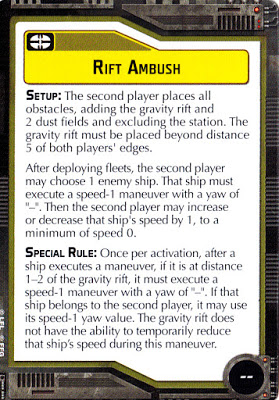 RIFT AMBUSH
SETUP: The second player places all
obstacles, adding the gravity rift and
2 dust fields and excluding the station. The
gravity rift must be placed beyond distance
5 of both players' edges.
After deploying fleets, the second player
may choose 1 enemy ship. That ship must
execute a speed-1 maneuver with a yaw of
"–". Then the second player may increase
or decrease that ship's speed by 1, to a
minimum of speed 0.
SPECIAL RULE: Once per activation, after a
ship executes a maneuver, if it is at distance
1–2 of the gravity rift, it must execute a
speed-1 maneuver with a yaw of "–". If that
ship belongs to the second player, it may use
its speed-1 yaw value. The gravity rift does
not have the ability to temporarily reduce
that ship's speed during this maneuver.
--
© LFL © FFG